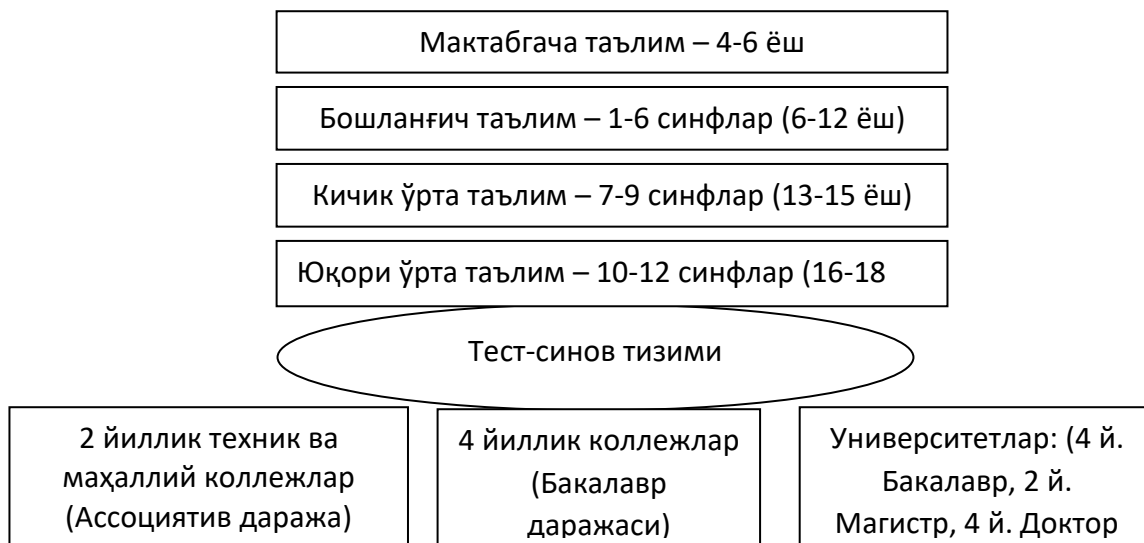 Мактабгача таълим – 4-6 ёш
Бошланғич таълим – 1-6 синфлар (6-12 ёш)
Кичик ўрта таълим – 7-9 синфлар (13-15 ёш)
Юқори ўрта таълим – 10-12 синфлар (16-18
Тест-синов тизими
2 йиллик техник ва
маҳаллий коллежлар
(Ассоциятив даража)
4 йиллик коллежлар
(Бакалавр
даражаси)
Университетлар: (4 й.
Бакалавр, 2 й.
Магистр, 4 й. Доктор